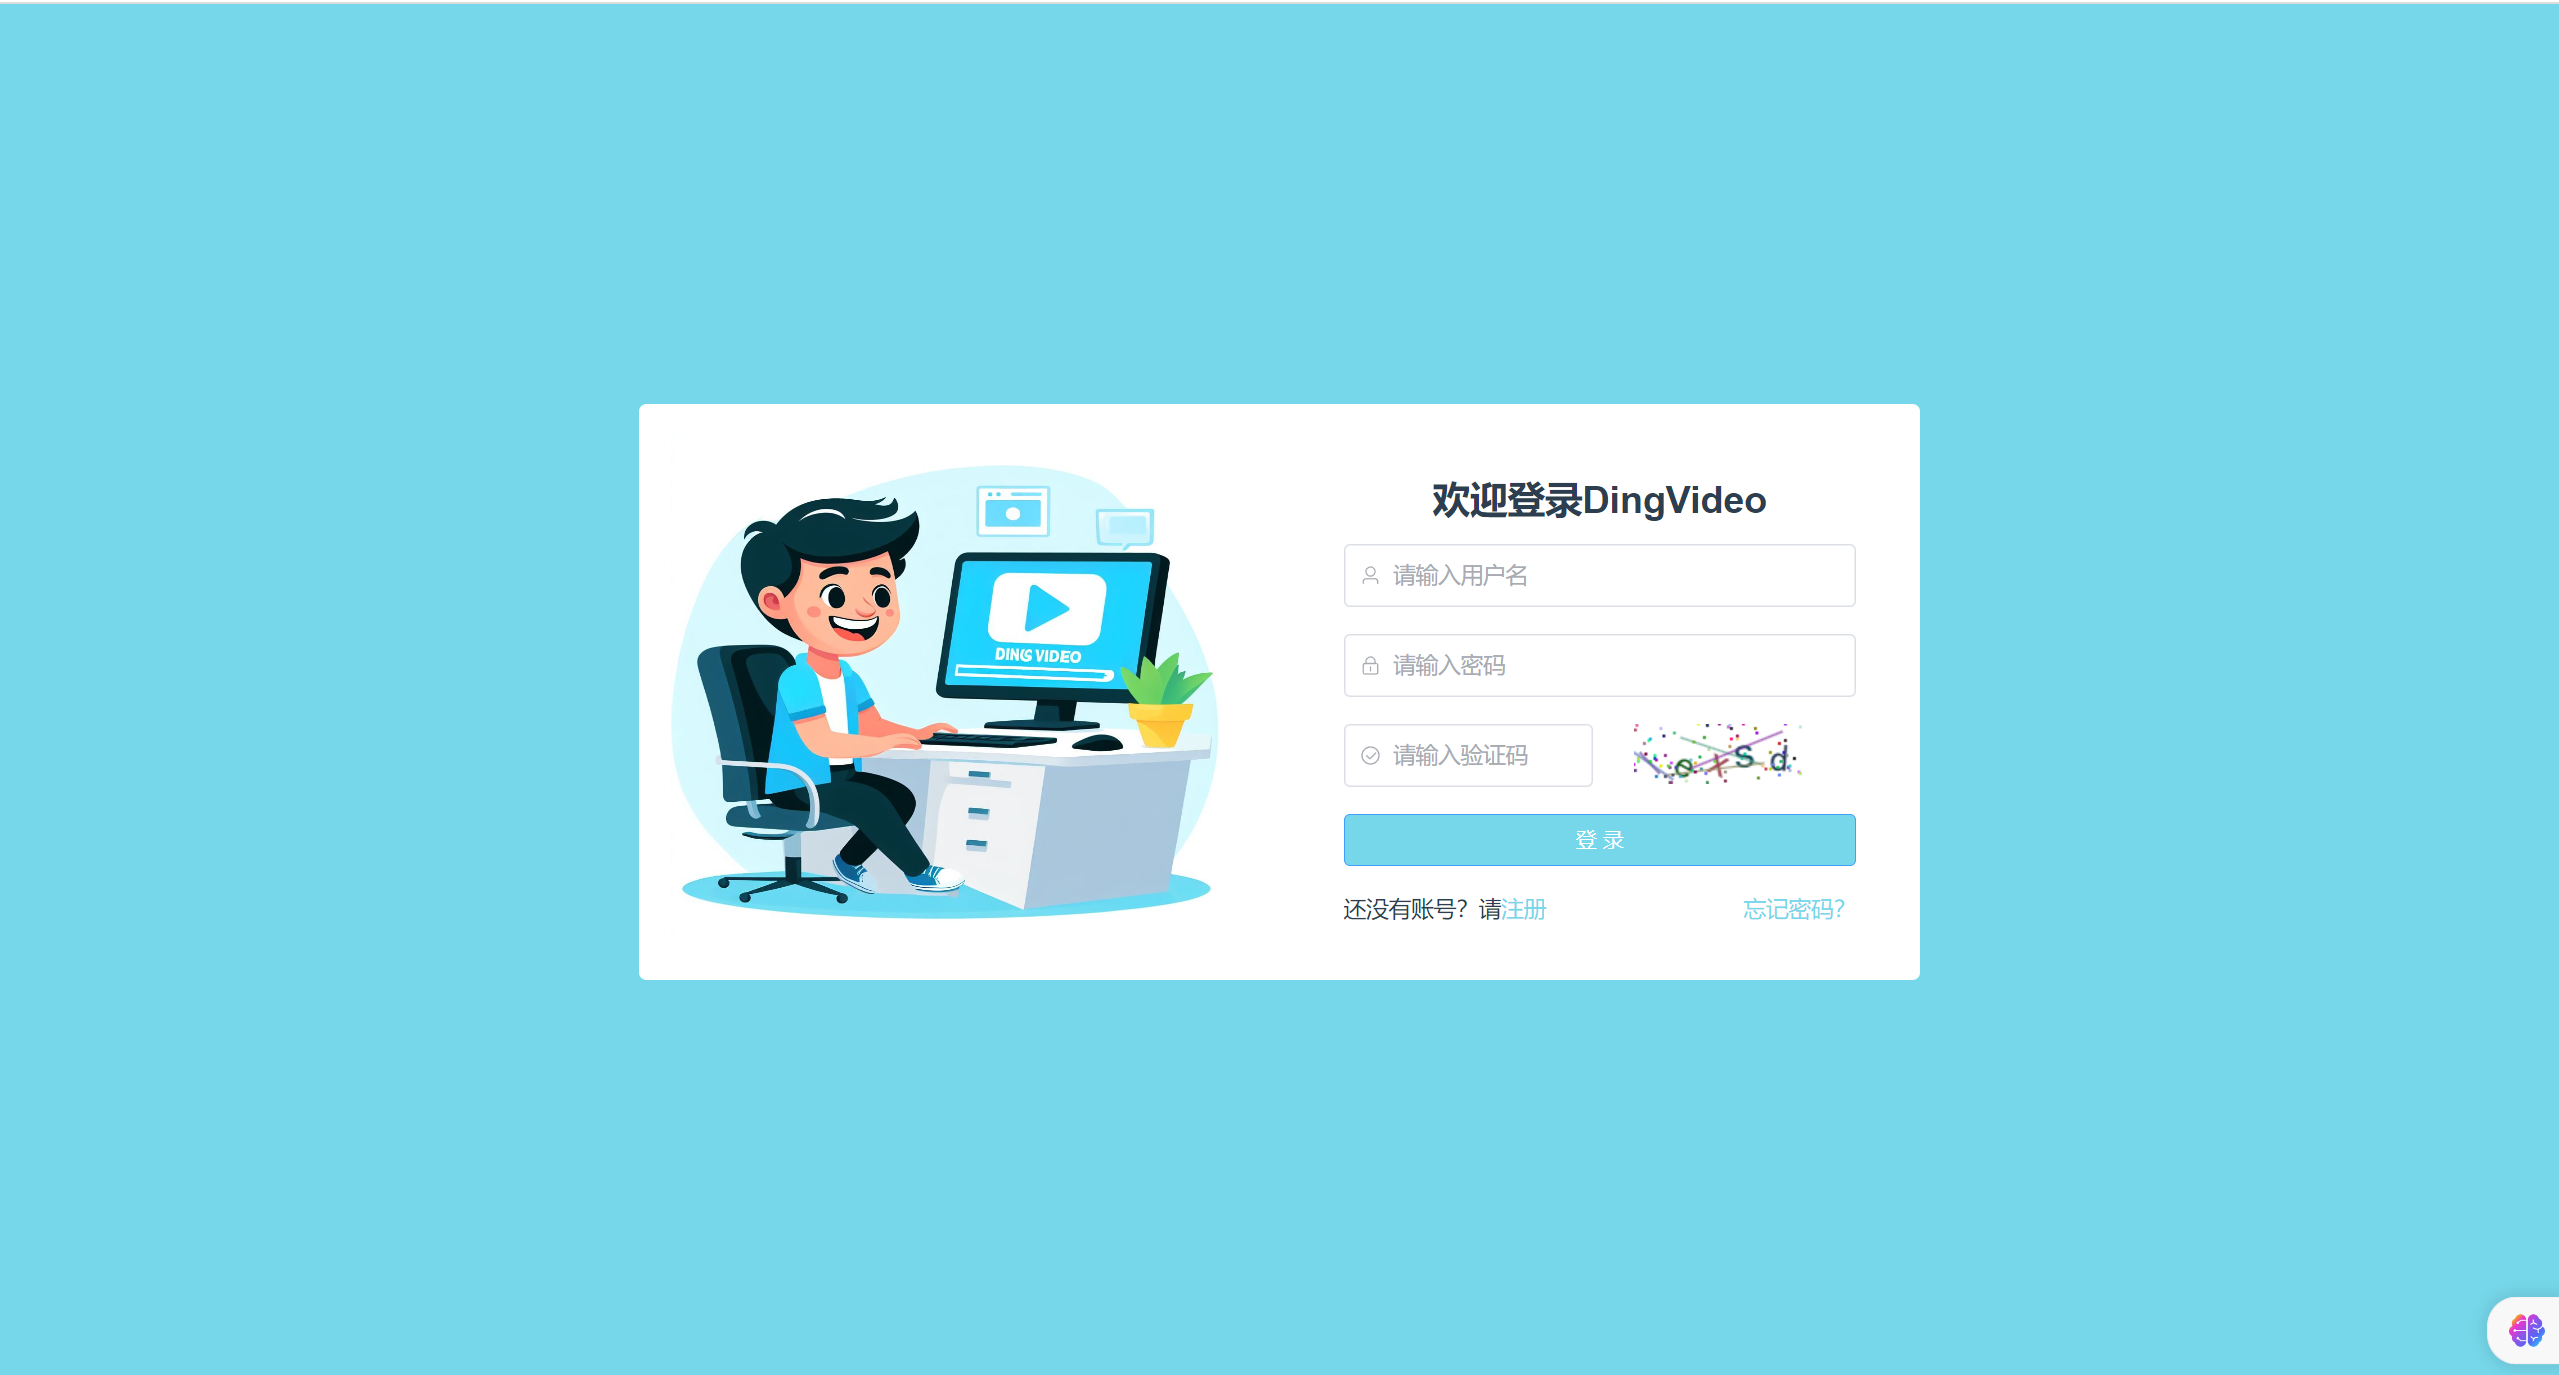 欢迎登录DingVideo
DING VIDEO
请输入用户名
请输入密码
请输入验证码
e x S d
登 录
还没有账号？请注册
忘记密码？